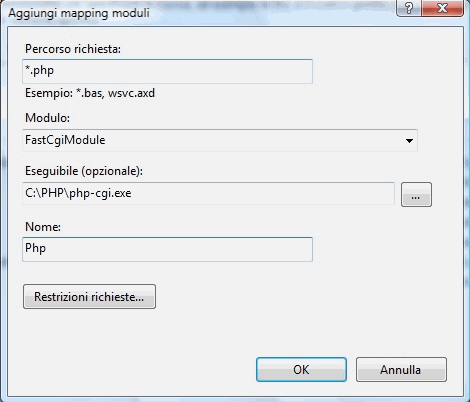 Aggiungi mapping moduli
Percorso richiesta:
*.php
Esempio: *.bas, wsvc.axd
Modulo:
FastCgiModule
Eseguibile (opzionale):
C:\PHP\php-cgi.exe
...
Nome:
Php
Restrizioni richieste...
OK
Annulla